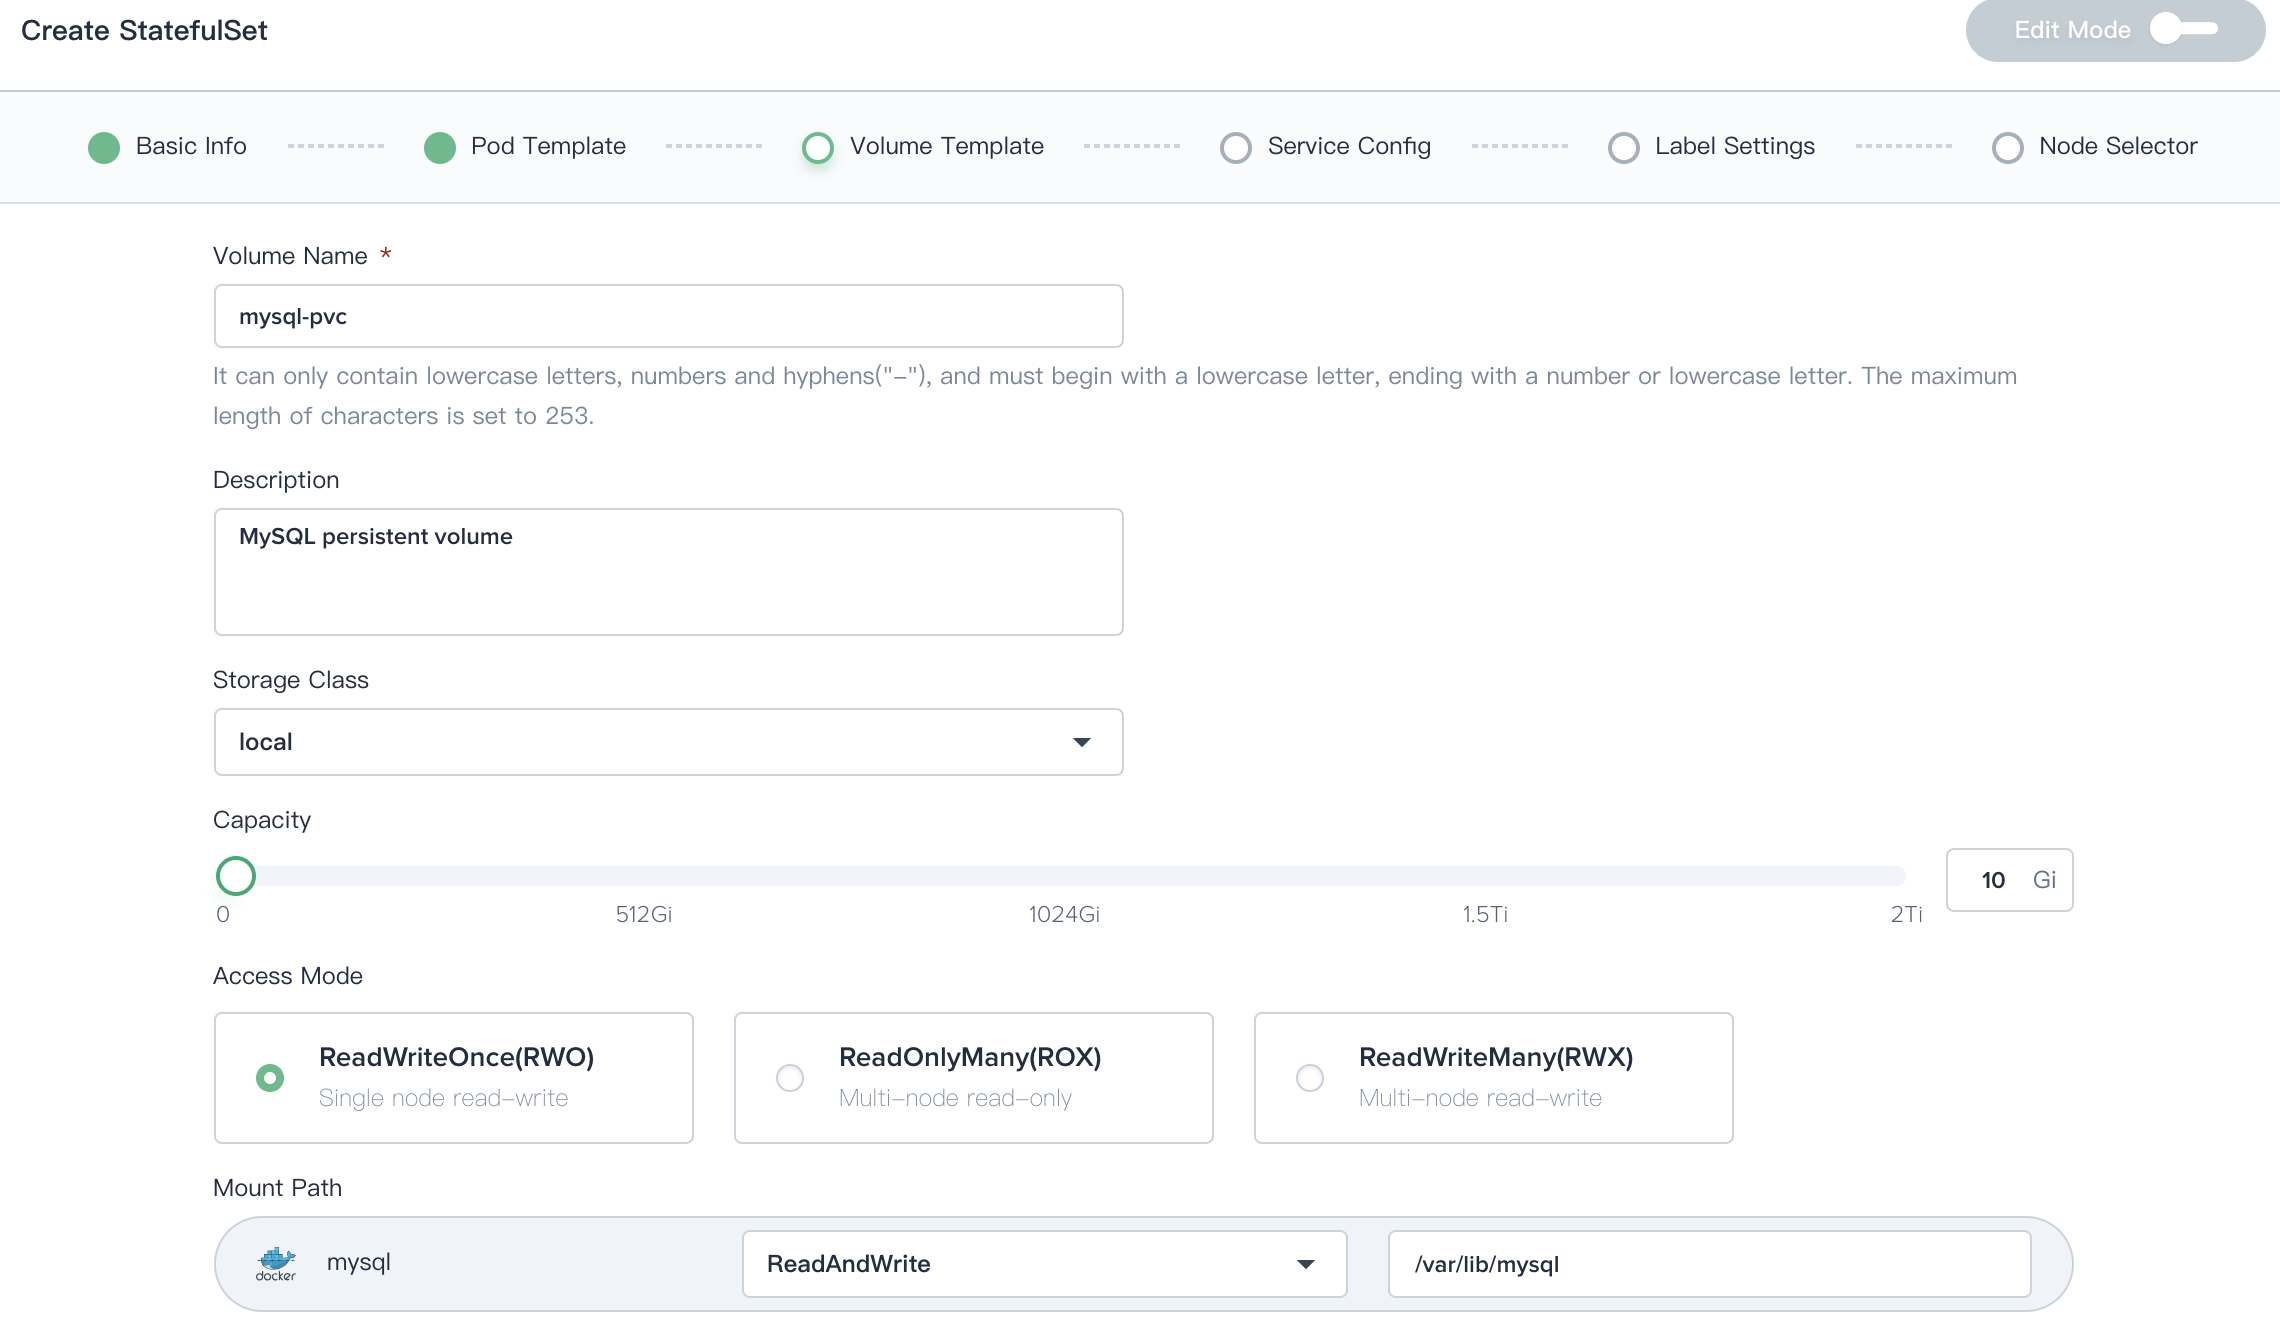 Create StatefulSet
Edit Mode
Basic Info
Pod Template
Volume Template
Service Config
Label Settings
Node Selector
Volume Name *
mysql-pvc
It can only contain lowercase letters, numbers and hyphens("-"), and must begin with a lowercase letter, ending with a number or lowercase letter. The maximum
length of characters is set to 253.
Description
MySQL persistent volume
Storage Class
local
Capacity
10 Gi
0 512Gi 1024Gi 1.5Ti 2Ti
Access Mode
ReadWriteOnce(RWO)
Single node read-write
ReadOnlyMany(ROX)
Multi-node read-only
ReadWriteMany(RWX)
Multi-node read-write
Mount Path
docker
mysql
ReadAndWrite
/var/lib/mysql